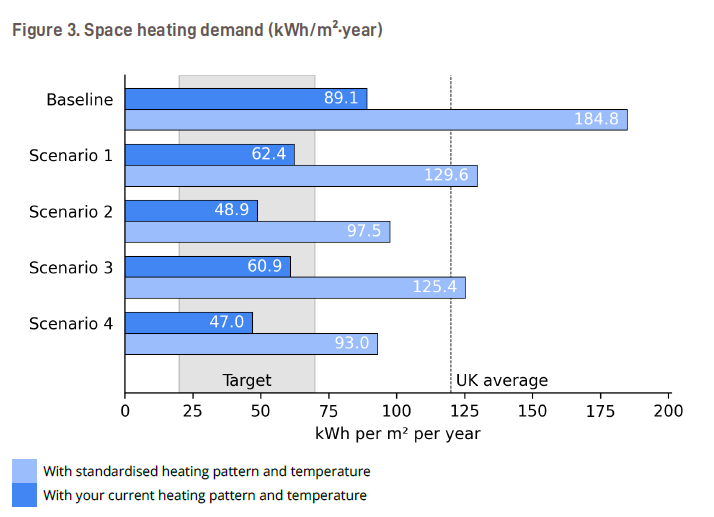 Figure 3. Space heating demand (kWh/m²·year)
Baseline
89.1
184.8
Scenario 1
62.4
129.6
Scenario 2
48.9
97.5
Scenario 3
60.9
125.4
Scenario 4
47.0
93.0
Target
UK average
0 25 50 75 100 125 150 175 200
kWh per m² per year
With standardised heating pattern and temperature
With your current heating pattern and temperature